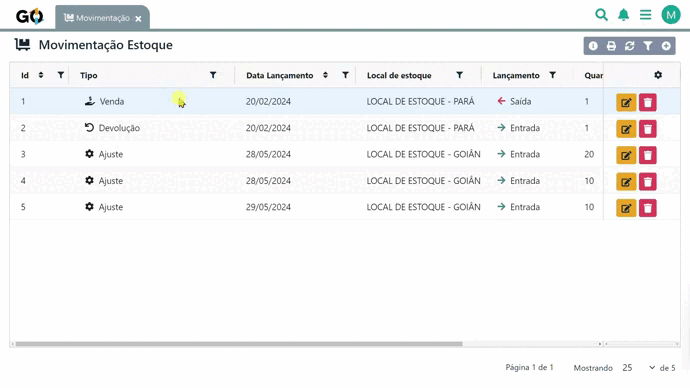 GO
Movimentação
M
Movimentação Estoque
Id Tipo Data Lançamento Local de estoque Lançamento Quar
1 Venda 20/02/2024 LOCAL DE ESTOQUE - PARÁ Saída 1
2 Devolução 20/02/2024 LOCAL DE ESTOQUE - PARÁ Entrada 1
3 Ajuste 28/05/2024 LOCAL DE ESTOQUE - GOIÂN Entrada 20
4 Ajuste 28/05/2024 LOCAL DE ESTOQUE - GOIÂN Entrada 10
5 Ajuste 29/05/2024 LOCAL DE ESTOQUE - GOIÂN Entrada 10
Página 1 de 1 Mostrando 25 de 5